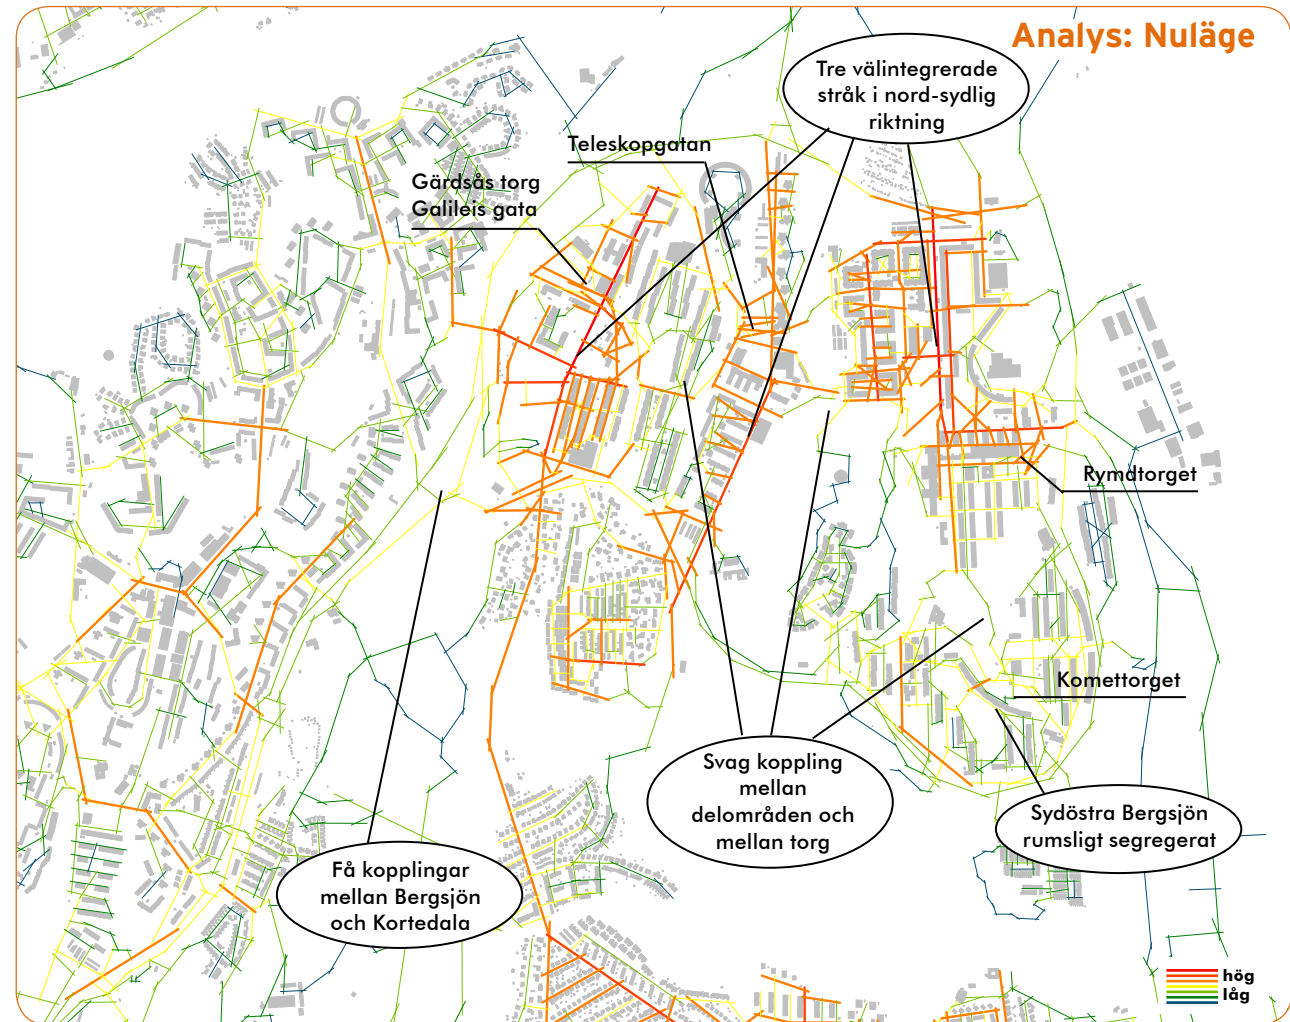 Analys: Nuläge
Tre välintegrerade
stråk i nord-sydlig
riktning
Teleskopgatan
Gärdsås torg
Galileis gata
Rymdtorget
Komettorget
Svag koppling
mellan
delområden och
mellan torg
Sydöstra Bergsjön
rumsligt segregerat
Få kopplingar
mellan Bergsjön
och Kortedala
hög
låg